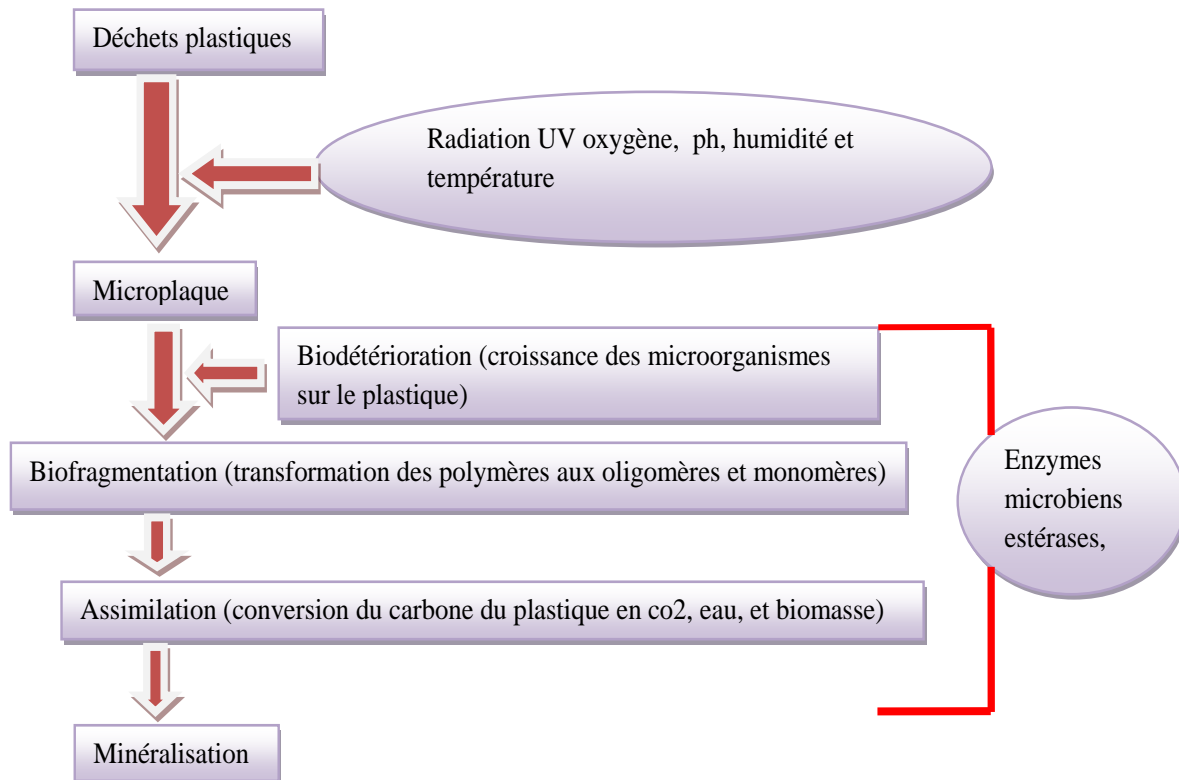 Déchets plastiques
Radiation UV oxygène, ph, humidité et
température
Microplaque
Biodétérioration (croissance des microorganismes
sur le plastique)
Biofragmentation (transformation des polymères aux oligomères et monomères)
Enzymes
microbiens
estérases,
Assimilation (conversion du carbone du plastique en co2, eau, et biomasse)
Minéralisation